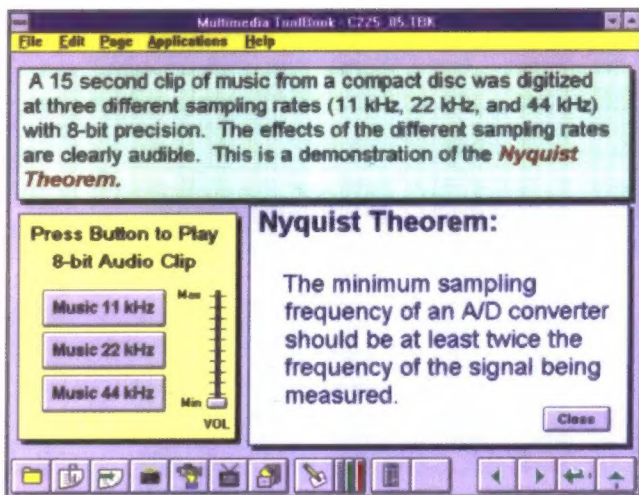 Multimedia ToolBook - C225_05.TBK
File Edit Page Applications Help
A 15 second clip of music from a compact disc was digitized
at three different sampling rates (11 kHz, 22 kHz, and 44 kHz)
with 8-bit precision. The effects of the different sampling rates
are clearly audible. This is a demonstration of the Nyquist
Theorem.
Press Button to Play
8-bit Audio Clip
Music 11 kHz
Music 22 kHz
Music 44 kHz
Max
Min
VOL
Nyquist Theorem:
The minimum sampling
frequency of an A/D converter
should be at least twice the
frequency of the signal being
measured.
Close